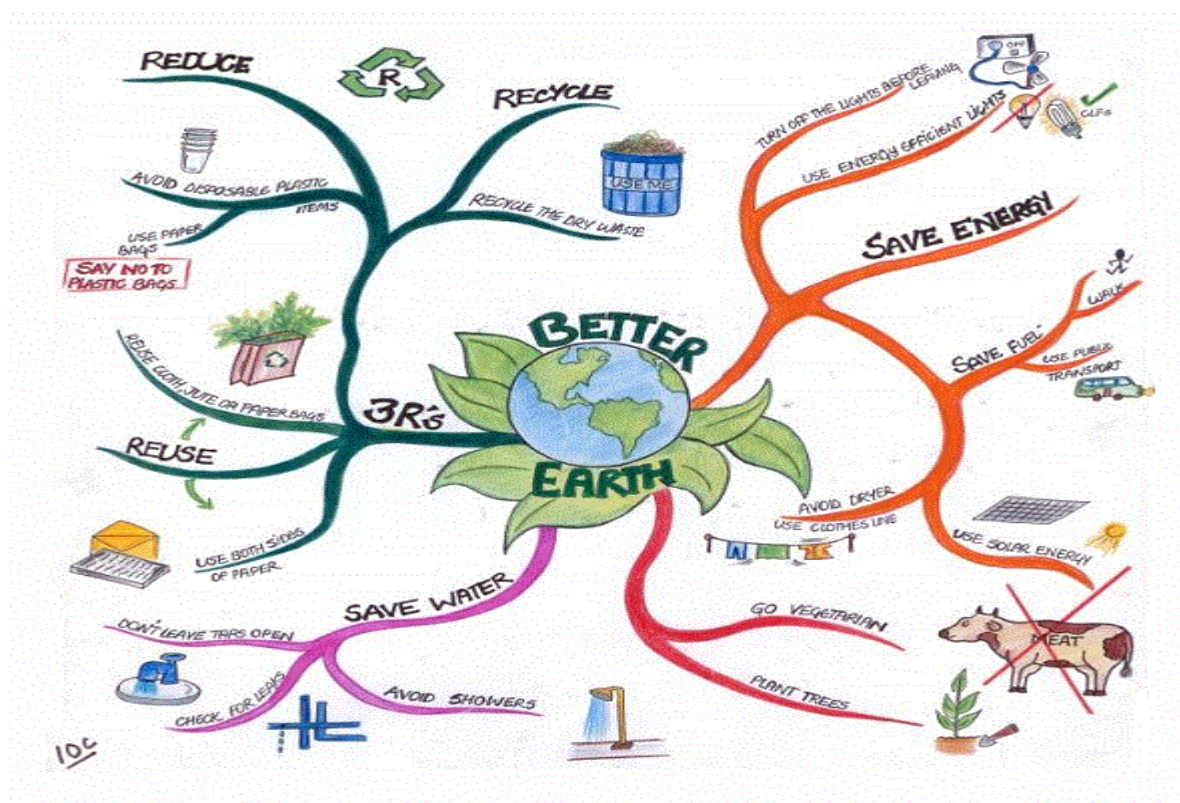 REDUCE
R
RECYCLE
AVOID DISPOSABLE PLASTIC
ITEMS
USE PAPER
BAGS
SAY NO TO
PLASTIC BAGS
USE ME
RECYCLE THE DRY WASTE
3R's
REUSE CLOTH, JUTE OR PAPER BAGS
REUSE
USE BOTH SIDES
OF PAPER
BETTER
EARTH
TURN OFF THE LIGHTS BEFORE
LEAVING
OFF
USE ENERGY EFFICIENT LIGHTS
CLFS
SAVE ENERGY
SAVE FUEL
WALK
USE PUBLIC
TRANSPORT
AVOID DRYER
USE CLOTHES LINE
USE SOLAR ENERGY
GO VEGETARIAN
MEAT
PLANT TREES
SAVE WATER
DON'T LEAVE TAPS OPEN
CHECK FOR LEAKS
AVOID SHOWERS
IOC